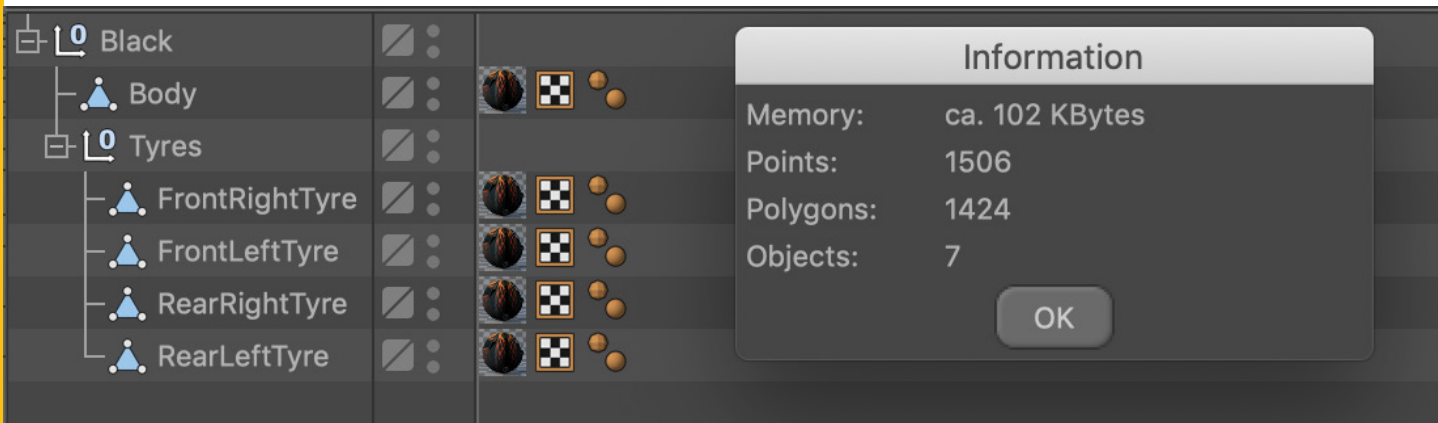 Black
Body
Tyres
FrontRightTyre
FrontLeftTyre
RearRightTyre
RearLeftTyre
Information
Memory: ca. 102 KBytes
Points: 1506
Polygons: 1424
Objects: 7
OK